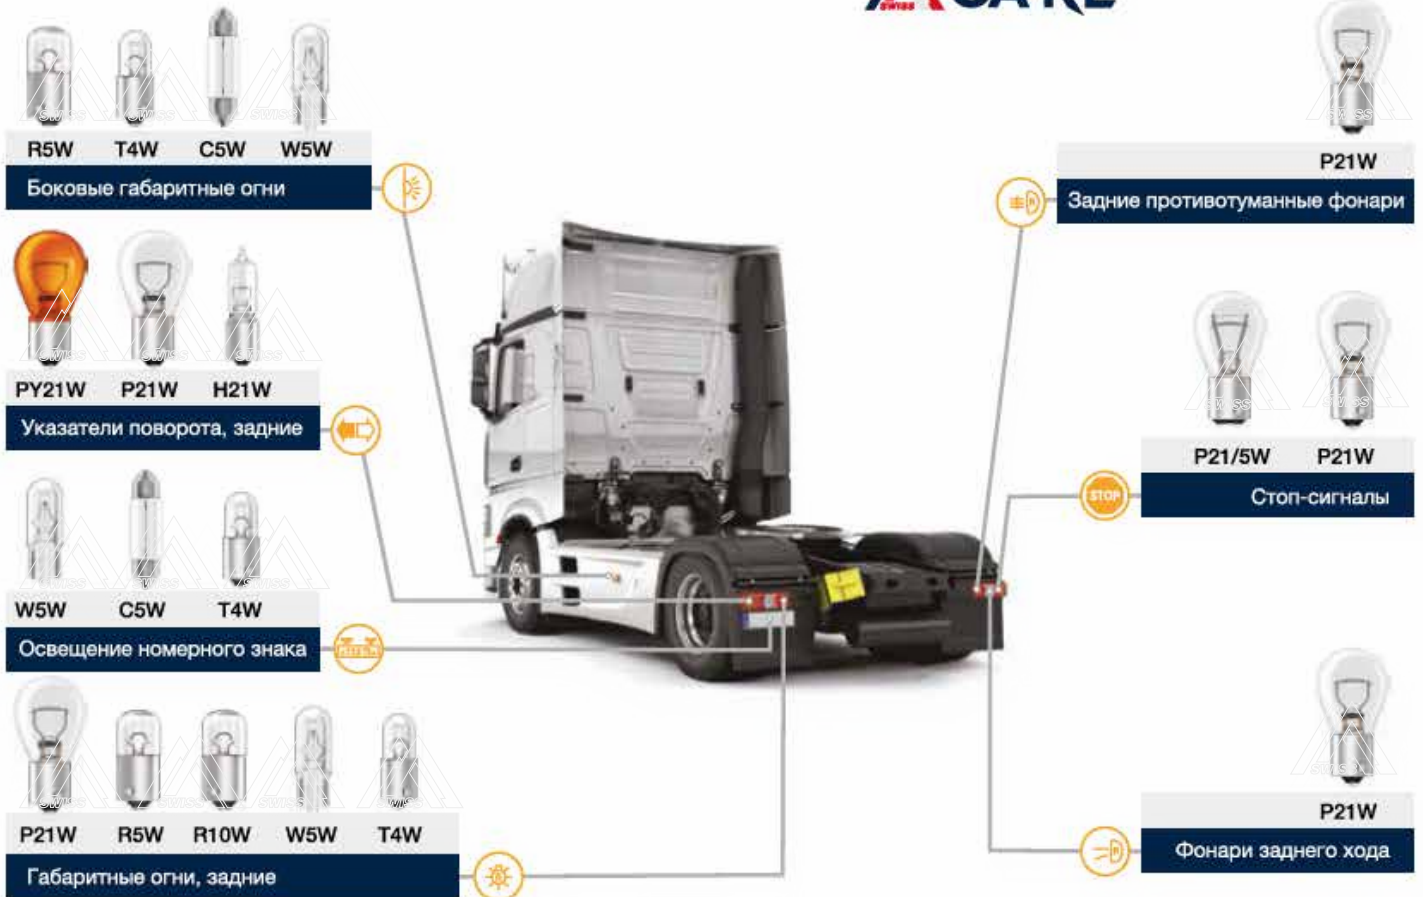 SWISS
R5W T4W C5W W5W
Боковые габаритные огни
PY21W P21W H21W
Указатели поворота, задние
W5W C5W T4W
Освещение номерного знака
P21W R5W R10W W5W T4W
Габаритные огни, задние
P21W
Задние противотуманные фонари
P21/5W P21W
STOP
Стоп-сигналы
P21W
Фонари заднего хода